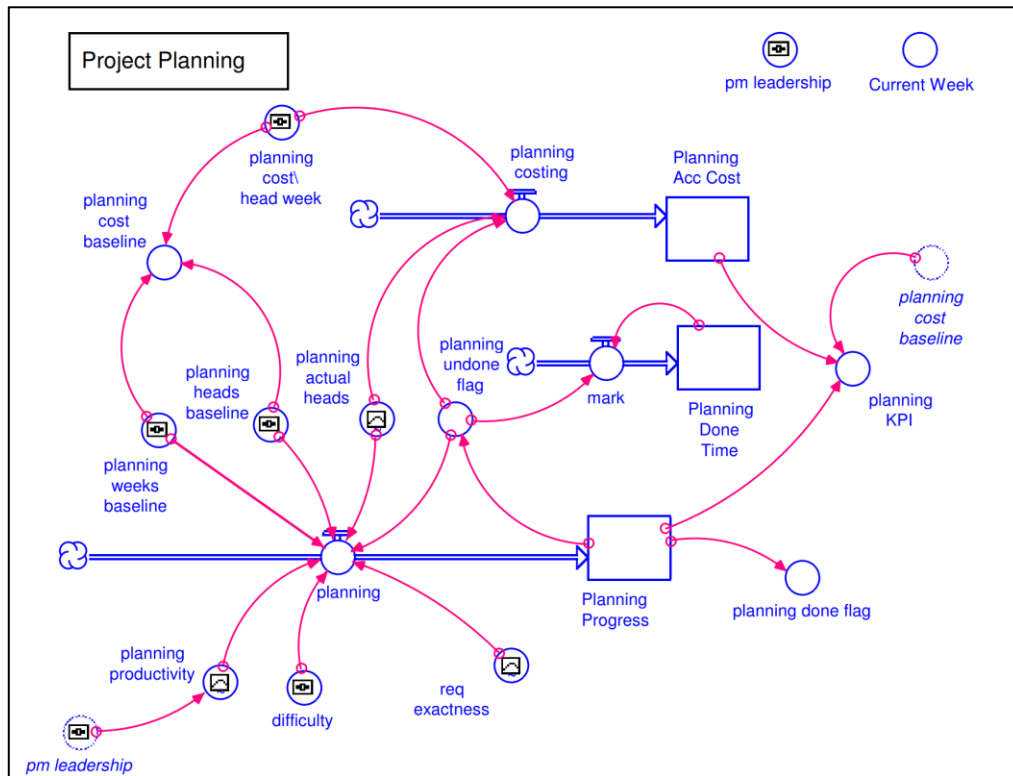 Project Planning
pm leadership
Current Week
planning
cost\
head week
planning
costing
Planning
Acc Cost
planning
cost
baseline
planning
cost
baseline
planning
heads
baseline
planning
actual
heads
planning
undone
flag
mark
Planning
Done
Time
planning
KPI
planning
weeks
baseline
planning
Planning
Progress
planning done flag
planning
productivity
difficulty
req
exactness
pm leadership